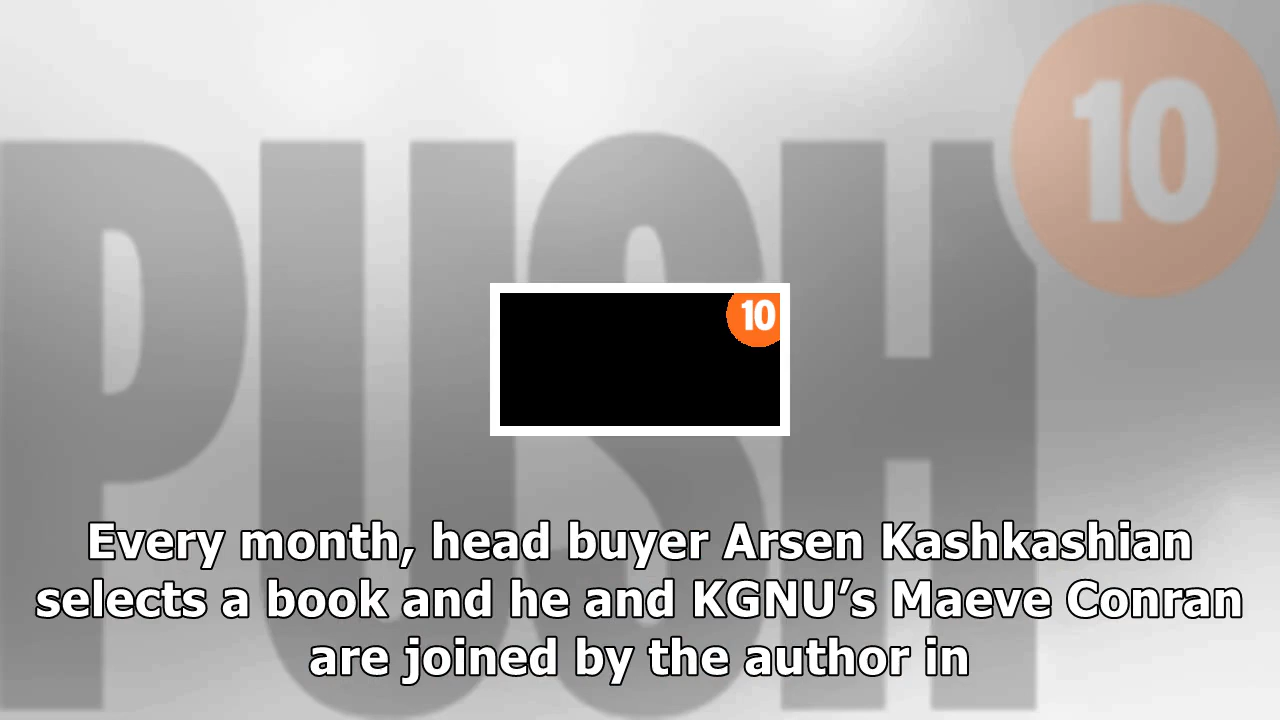 PUSH
10
10
Every month, head buyer Arsen Kashkashian
selects a book and he and KGNU’s Maeve Conran
are joined by the author in